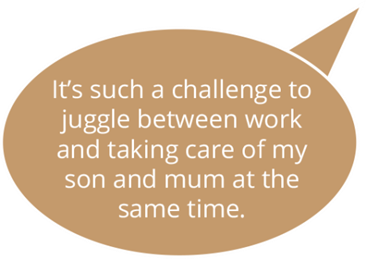 It’s such a challenge to
juggle between work
and taking care of my
son and mum at the
same time.